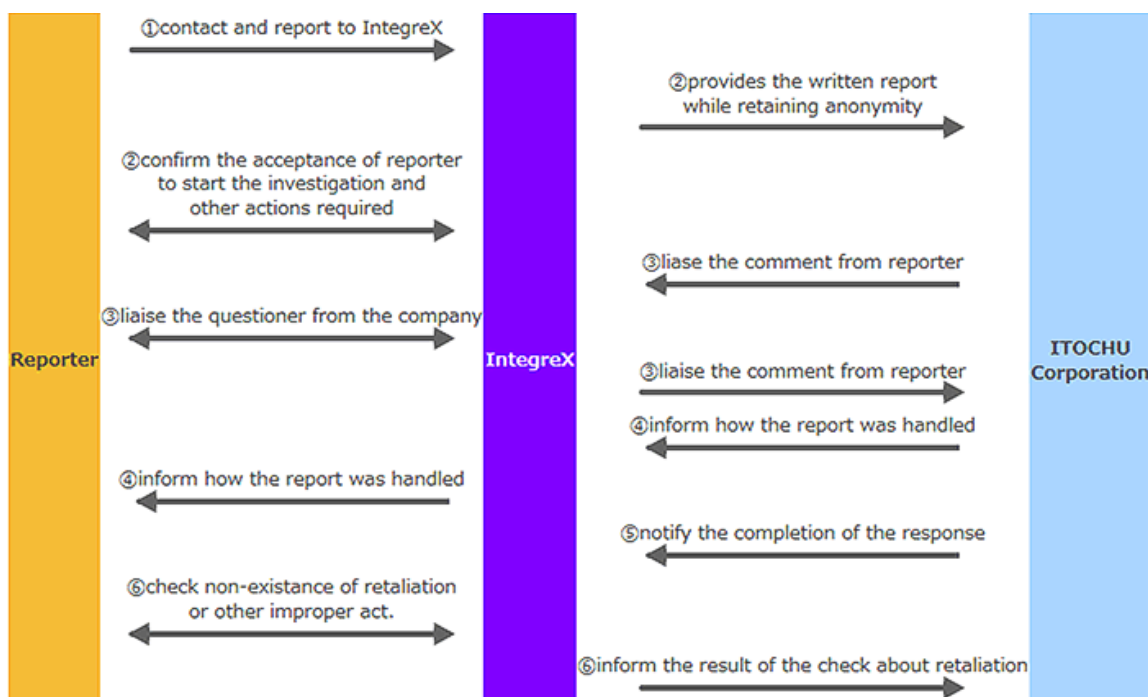 ①contact and report to IntegreX
②provides the written report
while retaining anonymity
②confirm the acceptance of reporter
to start the investigation and
other actions required
③liase the comment from reporter
③liaise the questioner from the company
Reporter
IntegreX
ITOCHU
Corporation
③liaise the comment from reporter
④inform how the report was handled
④inform how the report was handled
⑤notify the completion of the response
⑥check non-existance of retaliation
or other improper act.
⑥inform the result of the check about retaliation